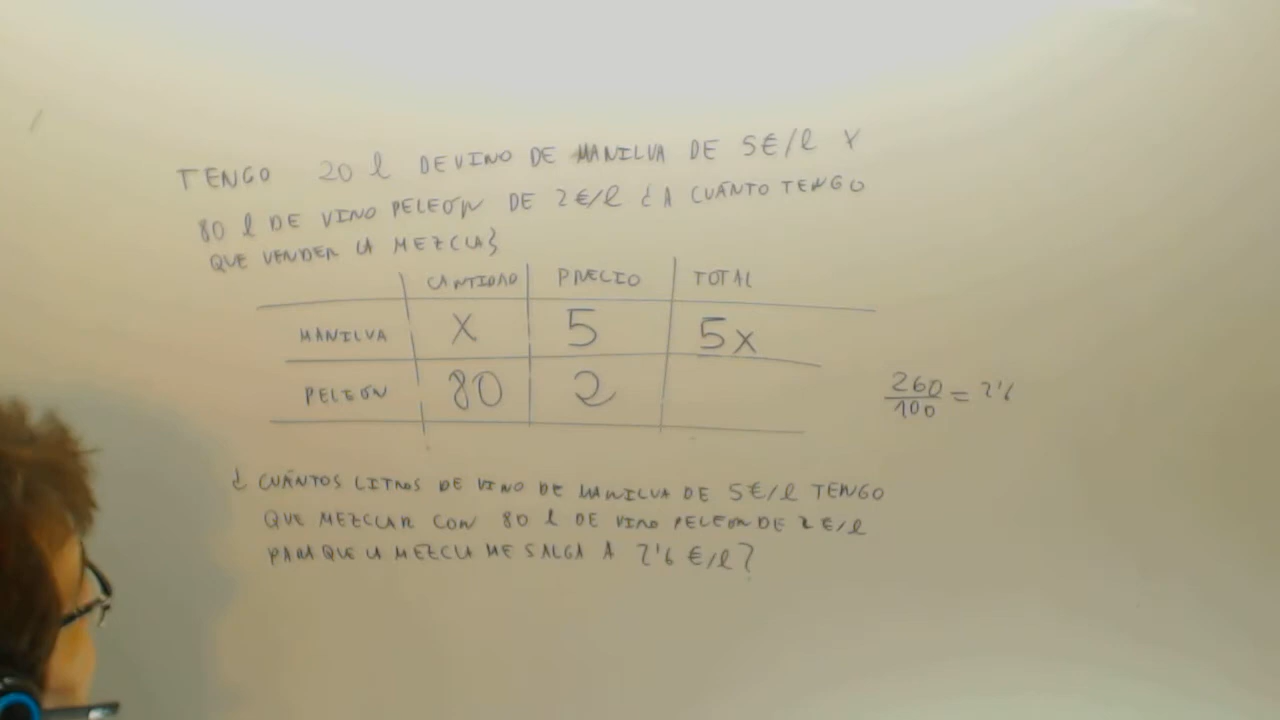 TENGO 20 l DE VINO DE MANILVA DE 5€/l Y
80 l DE VINO PELEÓN DE 2€/l ¿A CUÁNTO TENGO
QUE VENDER LA MEZCLA?
CANTIDAD PRECIO TOTAL
MANILVA X 5 5x
PELEÓN 80 2
260/100 = 2'6
¿CUÁNTOS LITROS DE VINO DE MANILVA DE 5€/l TENGO
QUE MEZCLAR CON 80 l DE VINO PELEÓN DE 2€/l
PARA QUE LA MEZCLA ME SALGA A 2'6 €/l?